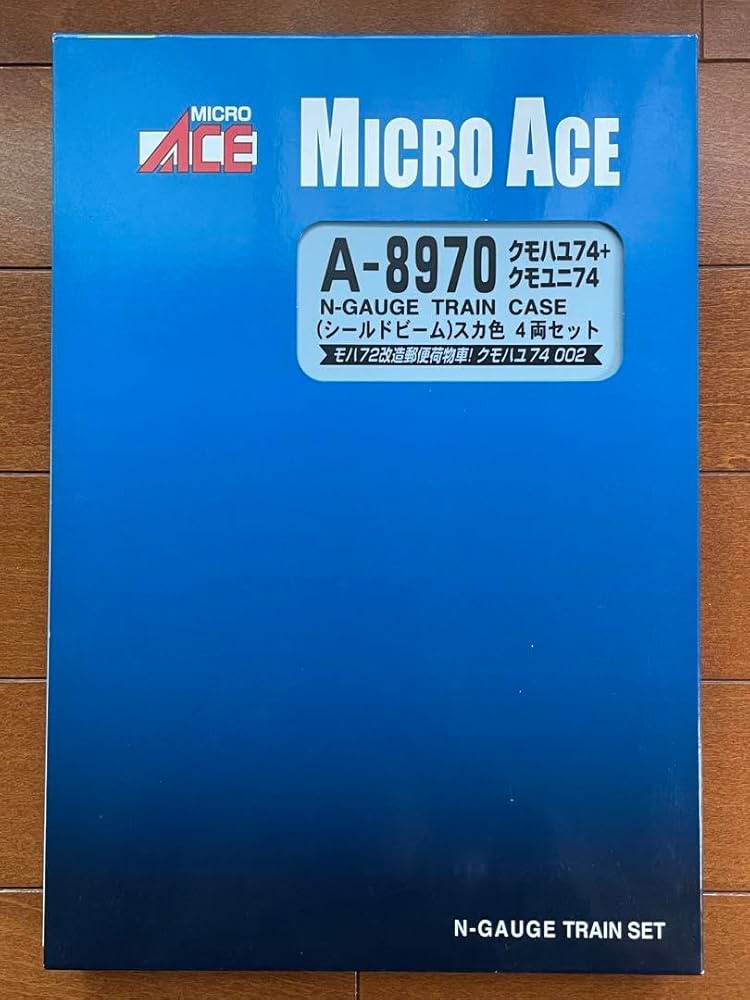 MICRO
ACE
MICRO ACE
A-8970
クモハユ74+
クモユニ74
N-GAUGE TRAIN CASE
(シールドビーム)スカ色 4両セット
モハ72改造郵便荷物車! クモハユ74 002
N-GAUGE TRAIN SET